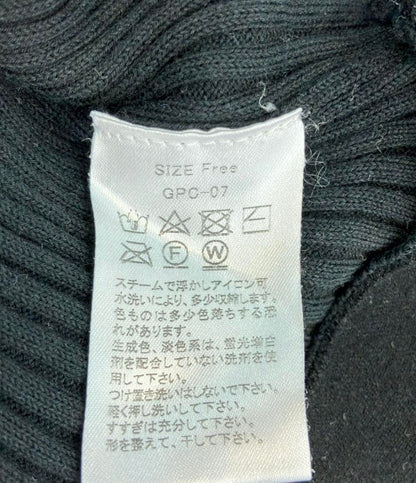 SIZE Free
GPC-07
F W
スチームで浮かしアイロン可
水洗いにより、多少収縮します。
色ものは多少色落ちする恐
れがあります。
生成色、淡色系は、蛍光増白
剤を配合していない洗剤を使
用して下さい。
つけ置き洗いはしないで下さい。
軽く押し洗いして下さい。
すすぎは充分して下さい。
形を整えて、干して下さい。